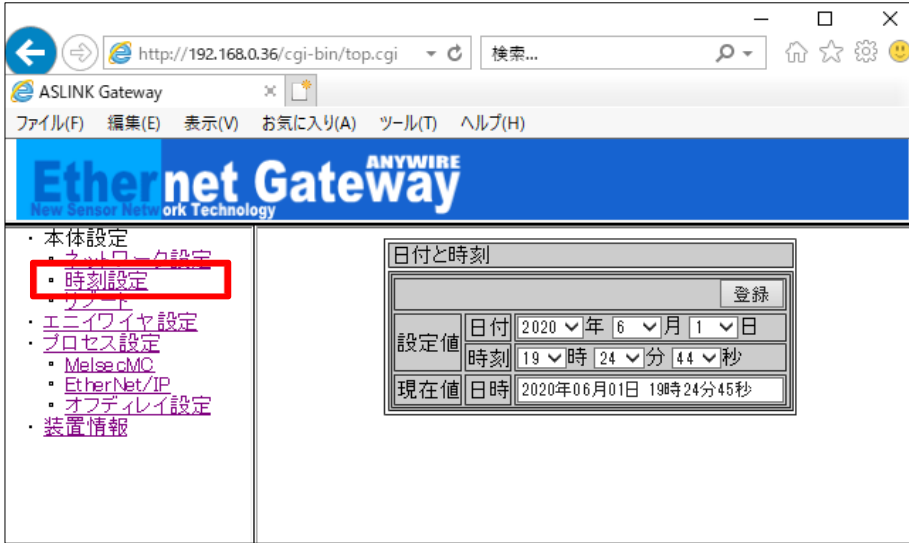 http://192.168.0.36/cgi-bin/top.cgi 検索...
ASLINK Gateway
ファイル(F) 編集(E) 表示(V) お気に入り(A) ツール(T) ヘルプ(H)
Ethernet Gateway
ANYWIRE
New Sensor Network Technology
・本体設定
・ネットワーク設定
・時刻設定
・リブート
・エニイワイヤ設定
・プロセス設定
・MelsecMC
・EtherNet/IP
・オフディレイ設定
・装置情報
日付と時刻
登録
設定値 日付 2020 年 6 月 1 日
時刻 19 時 24 分 44 秒
現在値 日時 2020年06月01日 19時24分45秒